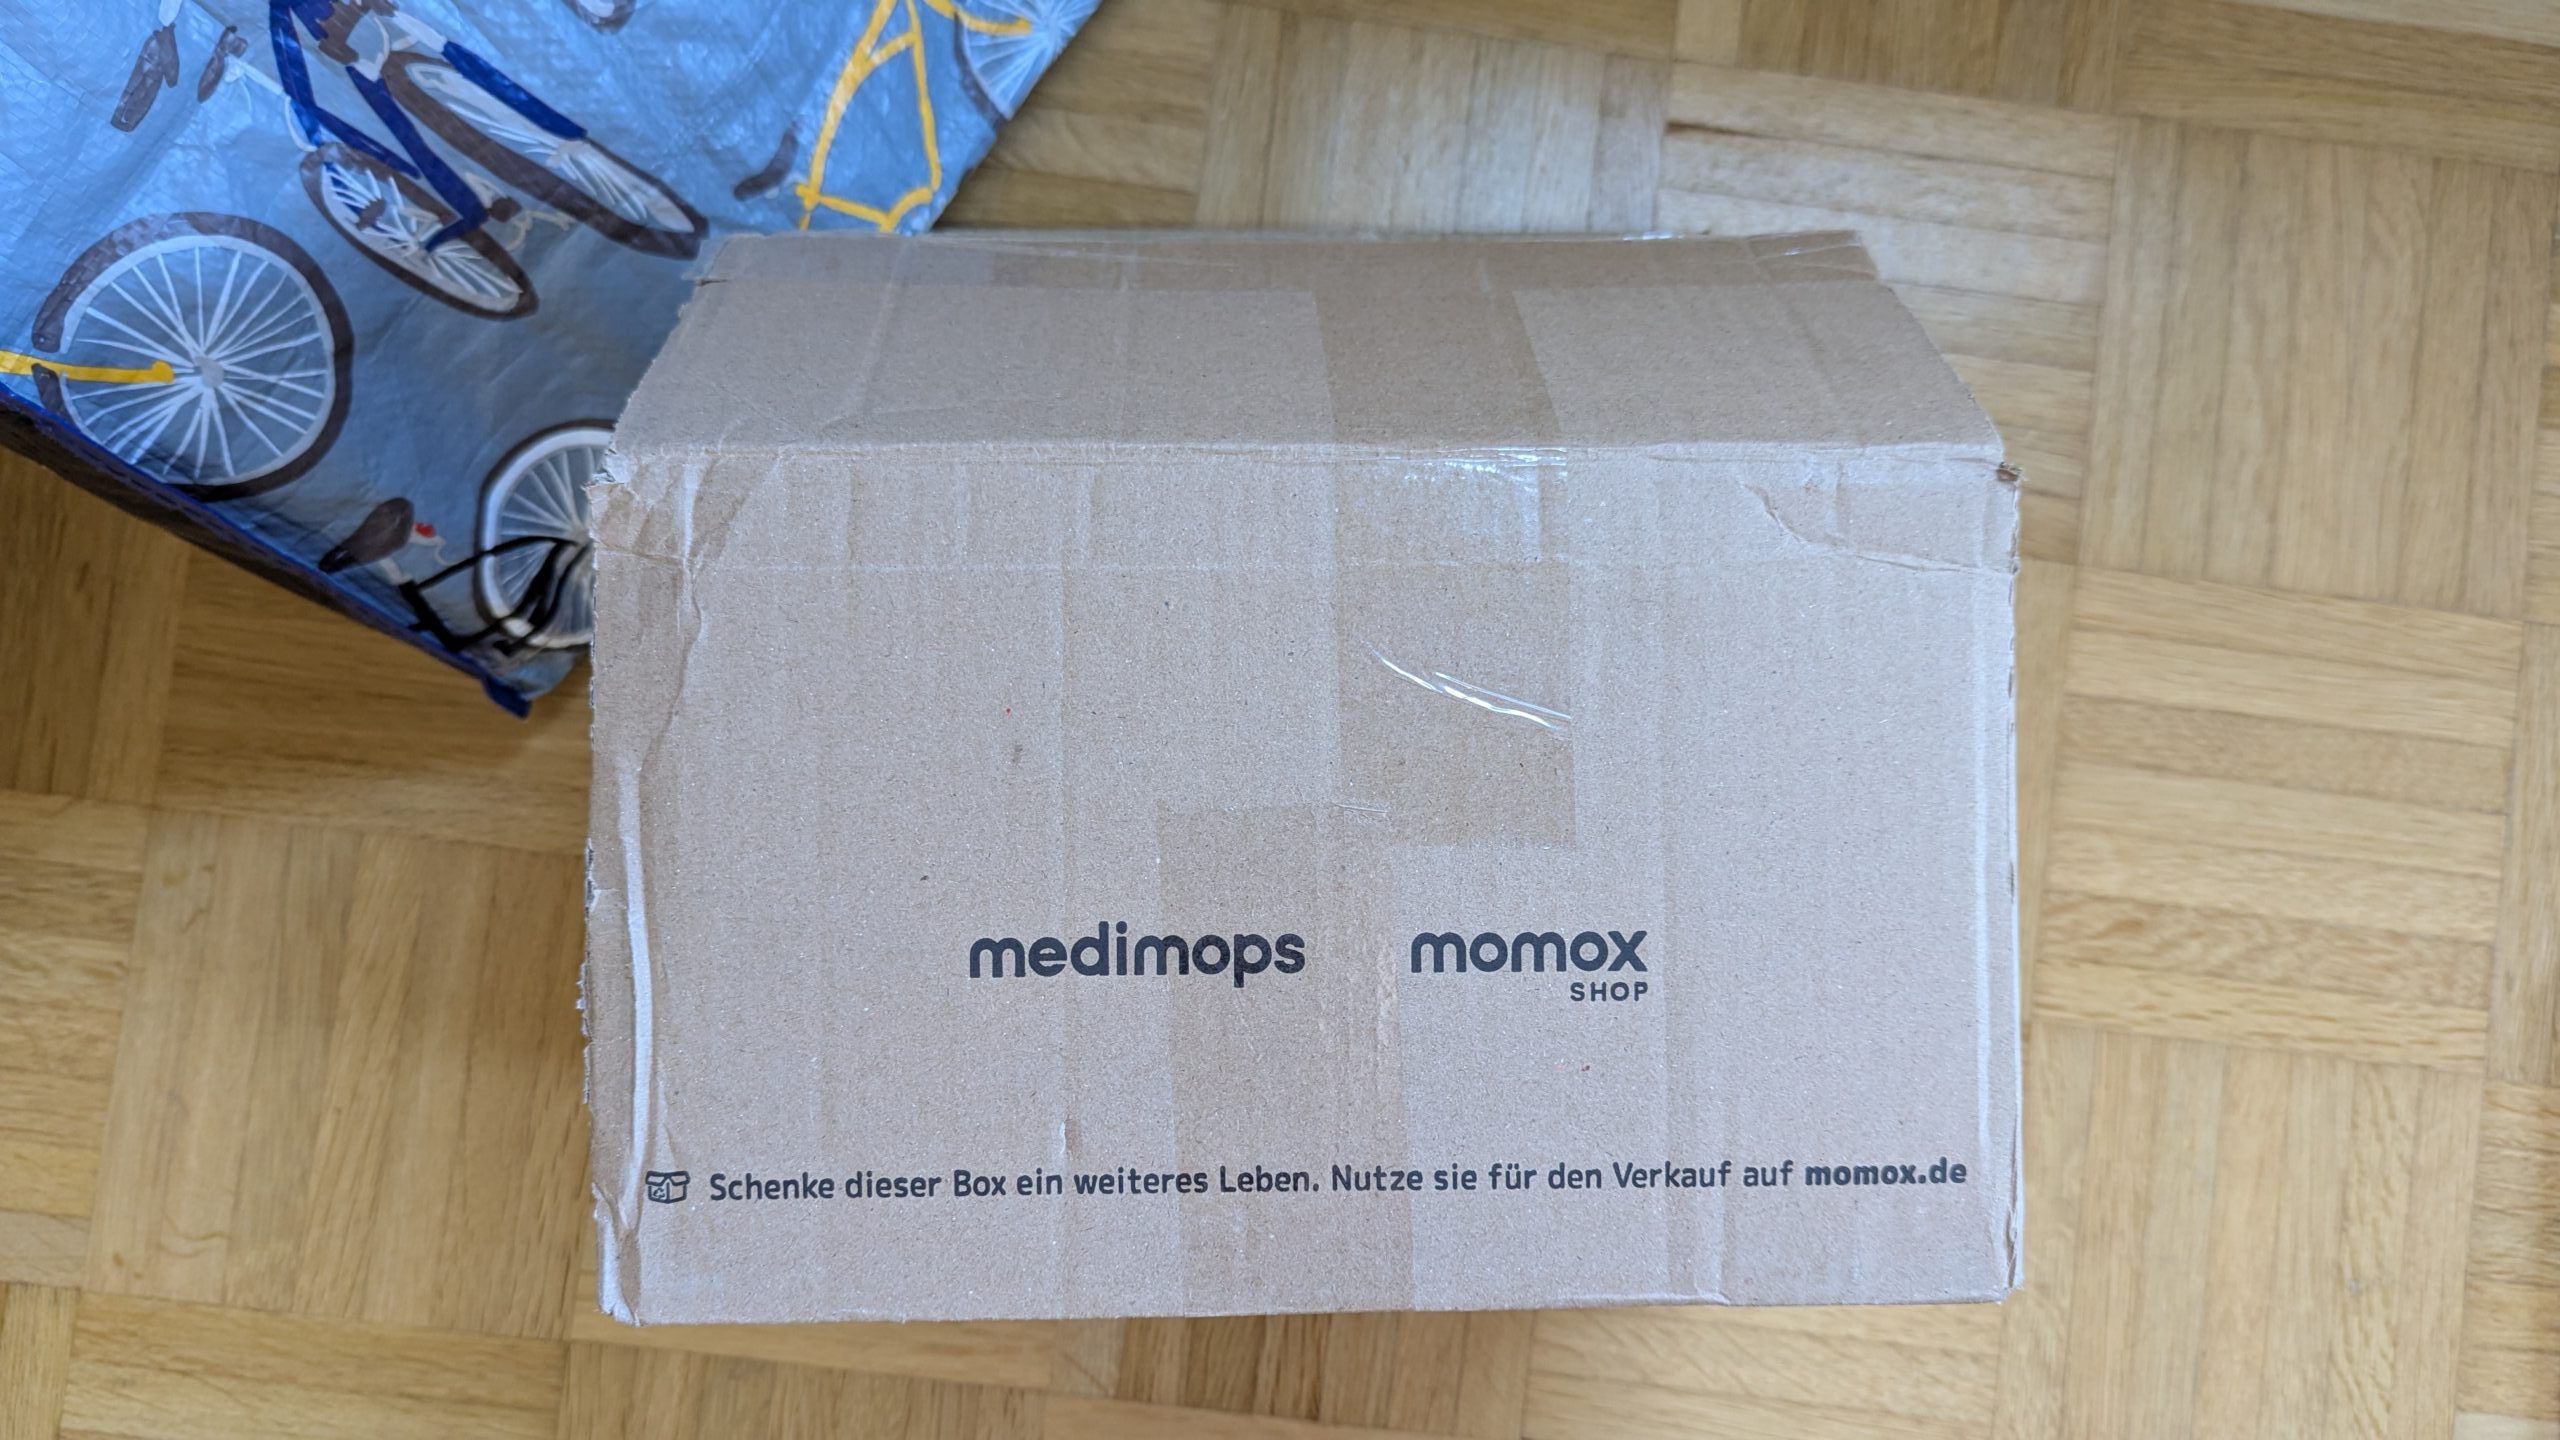 medimops momox
SHOP
Schenke dieser Box ein weiteres Leben. Nutze sie für den Verkauf auf momox.de